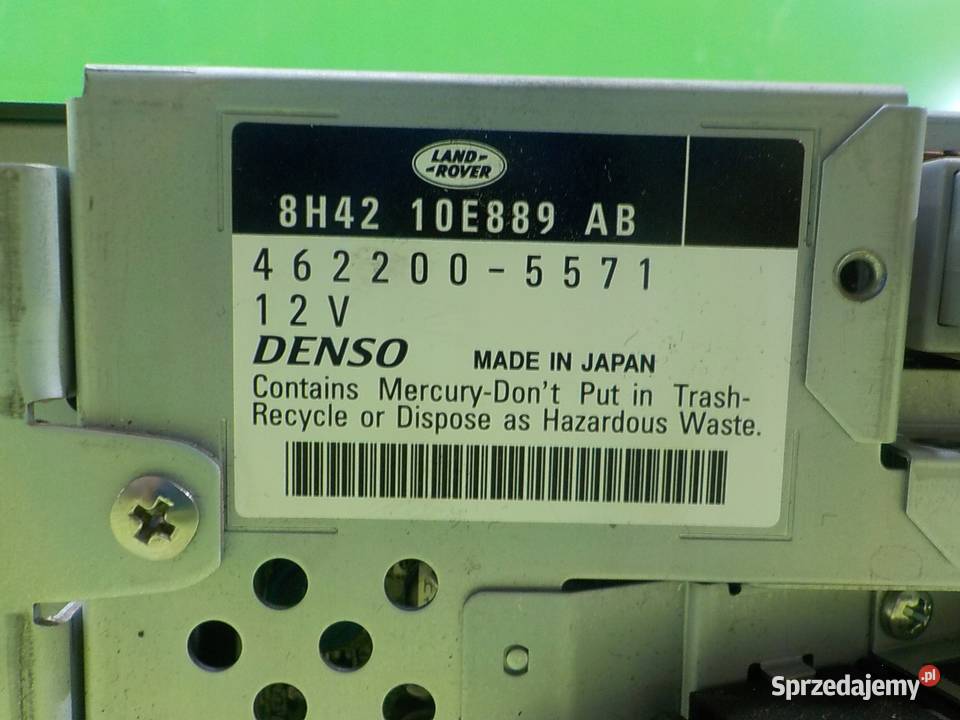 LAND-
-ROVER
8H42 10E889 AB
462200-5571
12V
DENSO MADE IN JAPAN
Contains Mercury-Don't Put in Trash-
Recycle or Dispose as Hazardous Waste.
Sprzedajemy.pl